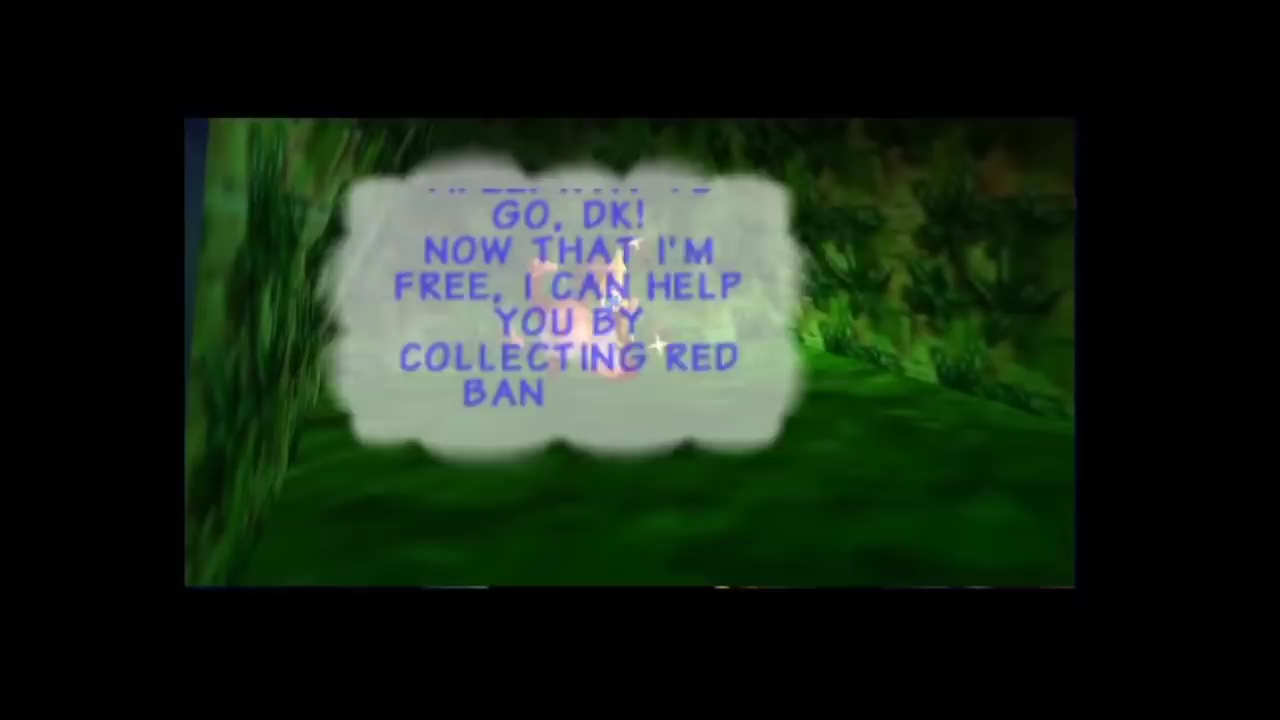 GO, DK!
NOW THAT I'M
FREE, I CAN HELP
YOU BY
COLLECTING RED
BAN